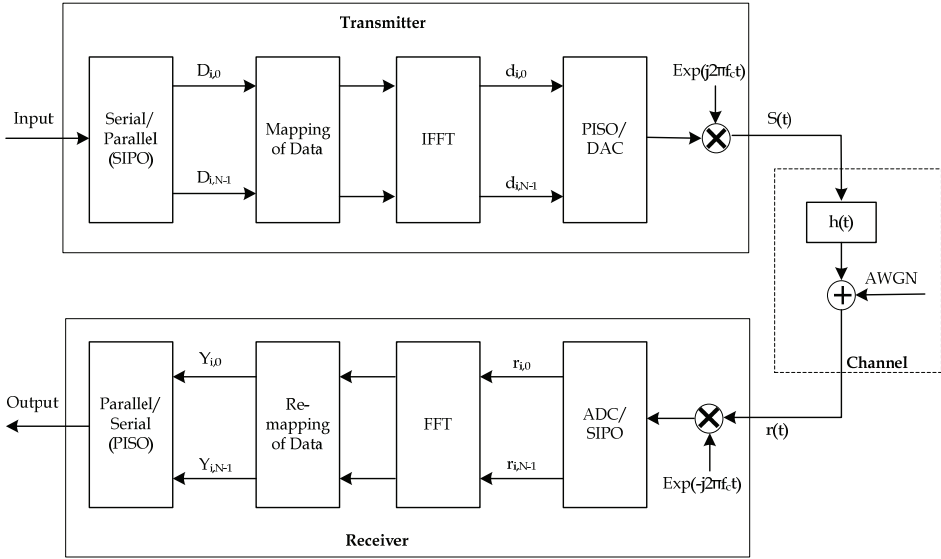 Transmitter
Input
Serial/
Parallel
(SIPO)
Di,0
Di,N-1
Mapping
of Data
IFFT
di,0
di,N-1
PISO/
DAC
Exp(j2πfct)
S(t)
h(t)
AWGN
Channel
r(t)
Exp(-j2πfct)
ADC/
SIPO
ri,0
ri,N-1
FFT
Re-
mapping
of Data
Yi,0
Yi,N-1
Parallel/
Serial
(PISO)
Output
Receiver